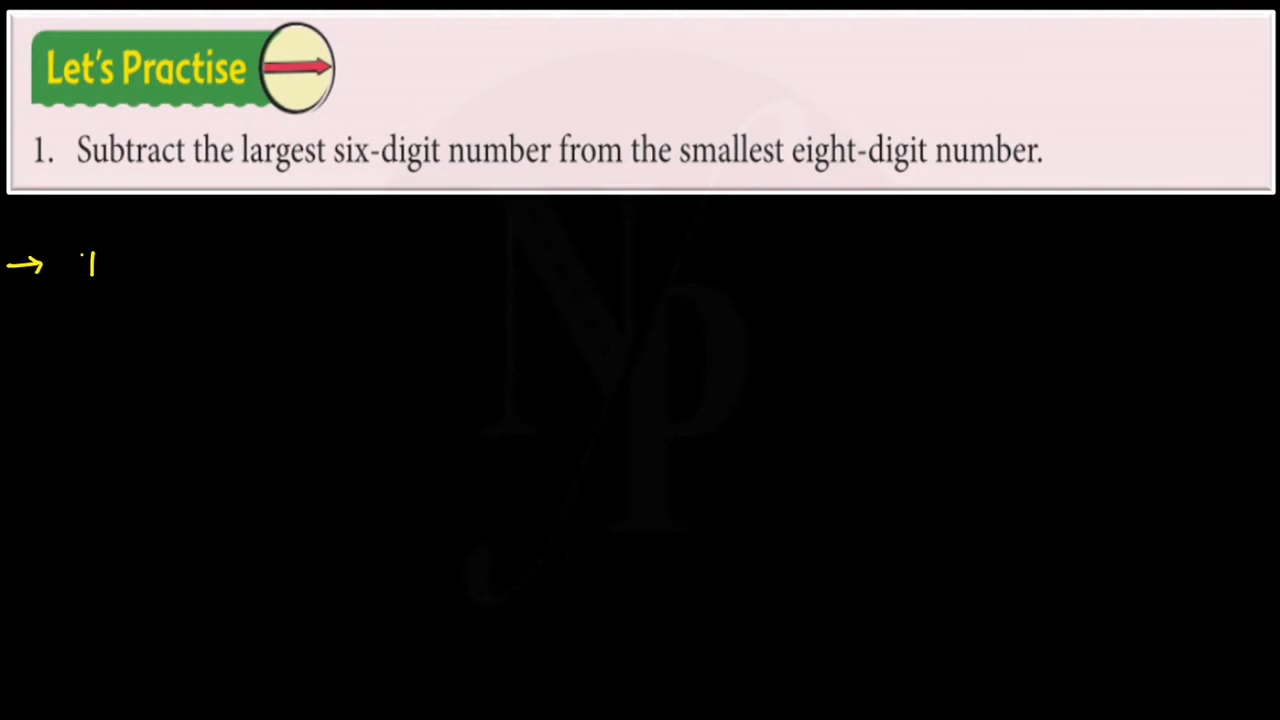 Let's Practise
1. Subtract the largest six-digit number from the smallest eight-digit number.
→